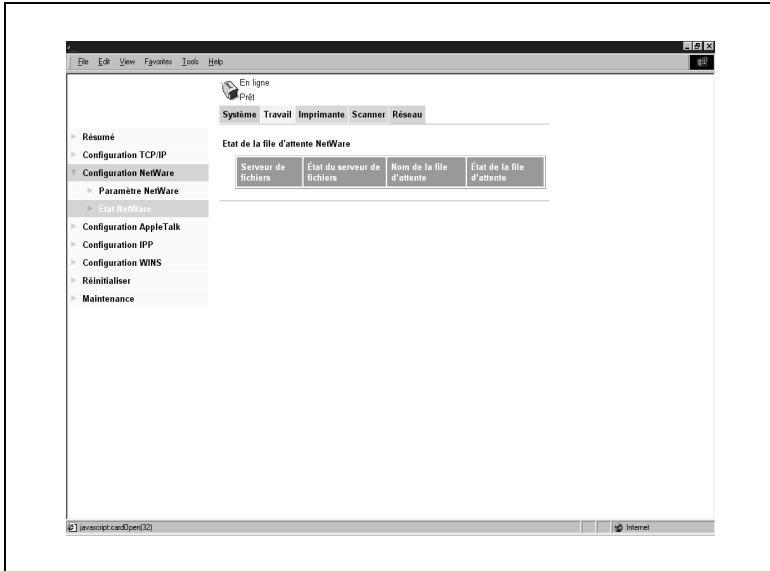 File Edit View Favorites Tools Help
En ligne
Prêt
Système Travail Imprimante Scanner Réseau
Résumé
Configuration TCP/IP
Configuration NetWare
Paramètre NetWare
État NetWare
Configuration AppleTalk
Configuration IPP
Configuration WINS
Réinitialiser
Maintenance
Etat de la file d'attente NetWare
Serveur de fichiers
État du serveur de fichiers
Nom de la file d'attente
État de la file d'attente
javascript:cardOpen(32)
Internet